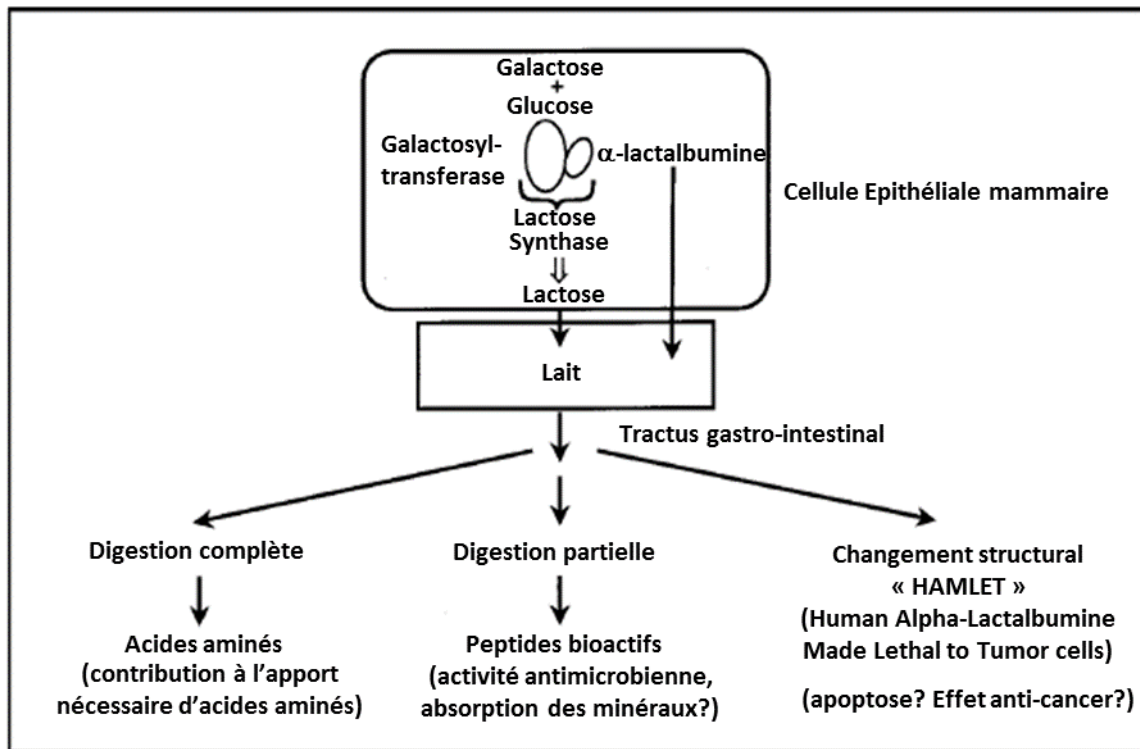 Galactose
+
Glucose
Galactosyl-
transferase
α-lactalbumine
Lactose
Synthase
Lactose
Cellule Epithéliale mammaire
Lait
Tractus gastro-intestinal
Digestion complète
Acides aminés
(contribution à l’apport
nécessaire d’acides aminés)
Digestion partielle
Peptides bioactifs
(activité antimicrobienne,
absorption des minéraux?)
Changement structural
« HAMLET »
(Human Alpha-Lactalbumine
Made Lethal to Tumor cells)
(apoptose? Effet anti-cancer?)